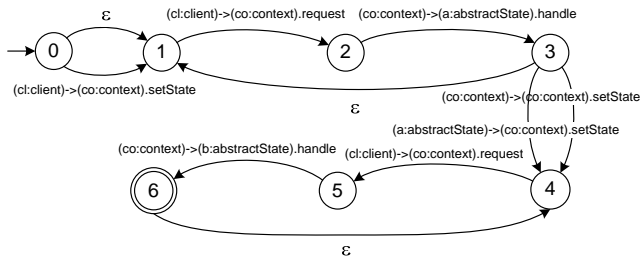 ε
(cl:client)->(co:context).request
(co:context)->(a:abstractState).handle
0
1
2
3
(cl:client)->(co:context).setState
ε
(co:context)->(co:context).setState
(a:abstractState)->(co:context).setState
(co:context)->(b:abstractState).handle
(cl:client)->(co:context).request
6
5
4
ε